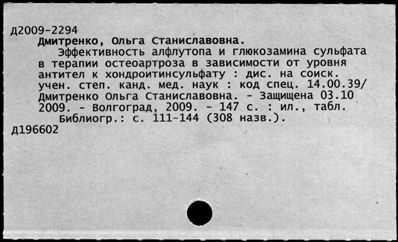 Д2009-2294
Дмитренко, Ольга Станиславовна.
Эффективность алфлутопа и глюкозамина сульфата
в терапии остеоартроза в зависимости от уровня
антител к хондроитинсульфату : дис. на соиск.
учен. степ. канд. мед. наук : код спец. 14.00.39/
Дмитренко Ольга Станиславовна. - Защищена 03.10
2009. - Волгоград, 2009. - 147 с. : ил., табл.
Библиогр.: с. 111-144 (308 назв.).
Д196602